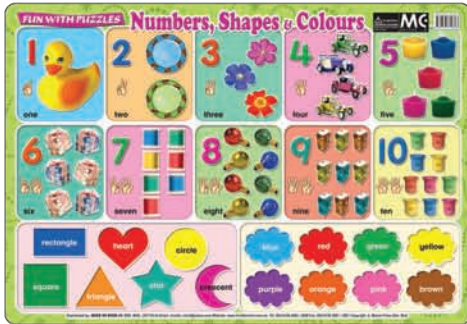 FUN WITH PUZZLES
Numbers, Shapes & Colours
1
one
2
two
3
three
4
four
5
five
6
six
7
seven
8
eight
9
nine
10
ten
rectangle
heart
circle
square
triangle
star
crescent
blue
red
green
yellow
purple
orange
pink
brown